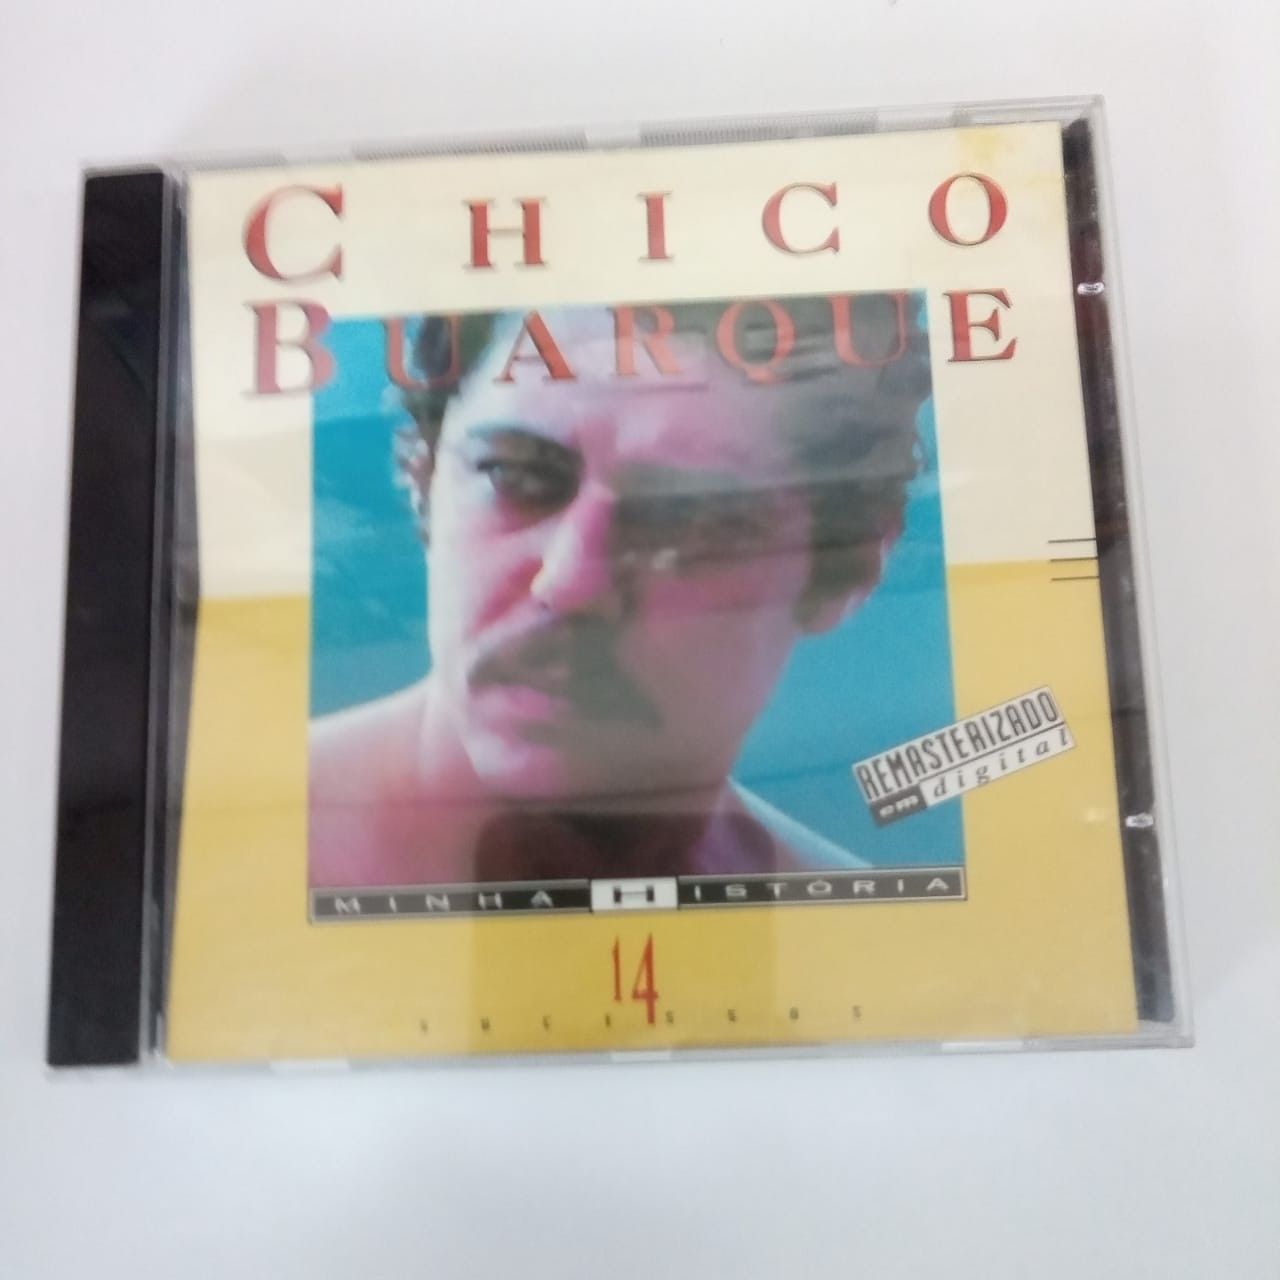 CHICO
BUARQUE
REMASTERIZADO
em digital
MINHA HISTÓRIA
14
SUCESSOS